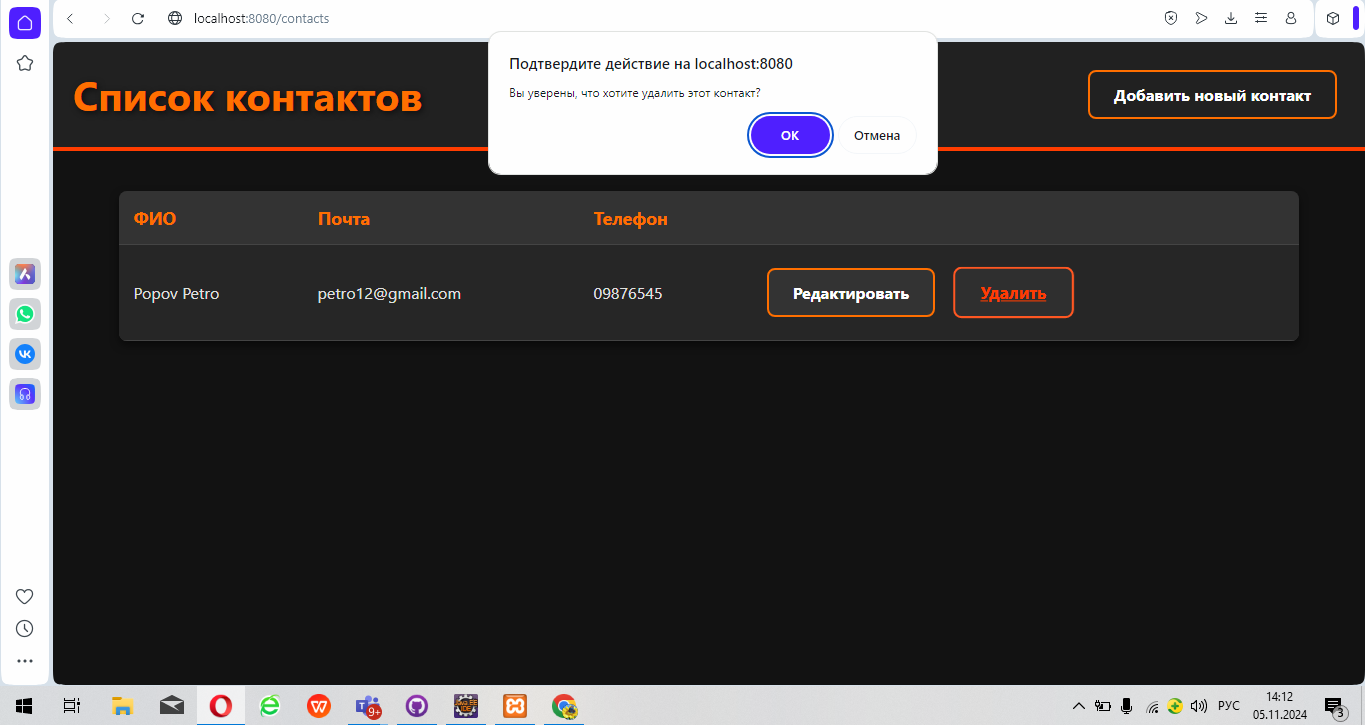 localhost:8080/contacts
Подтвердите действие на localhost:8080
Вы уверены, что хотите удалить этот контакт?
ОК
Отмена
Список контактов
Добавить новый контакт
ФИО Почта Телефон
Popov Petro petro12@gmail.com 09876545 Редактировать Удалить
9+
РУС
14:12
05.11.2024
3